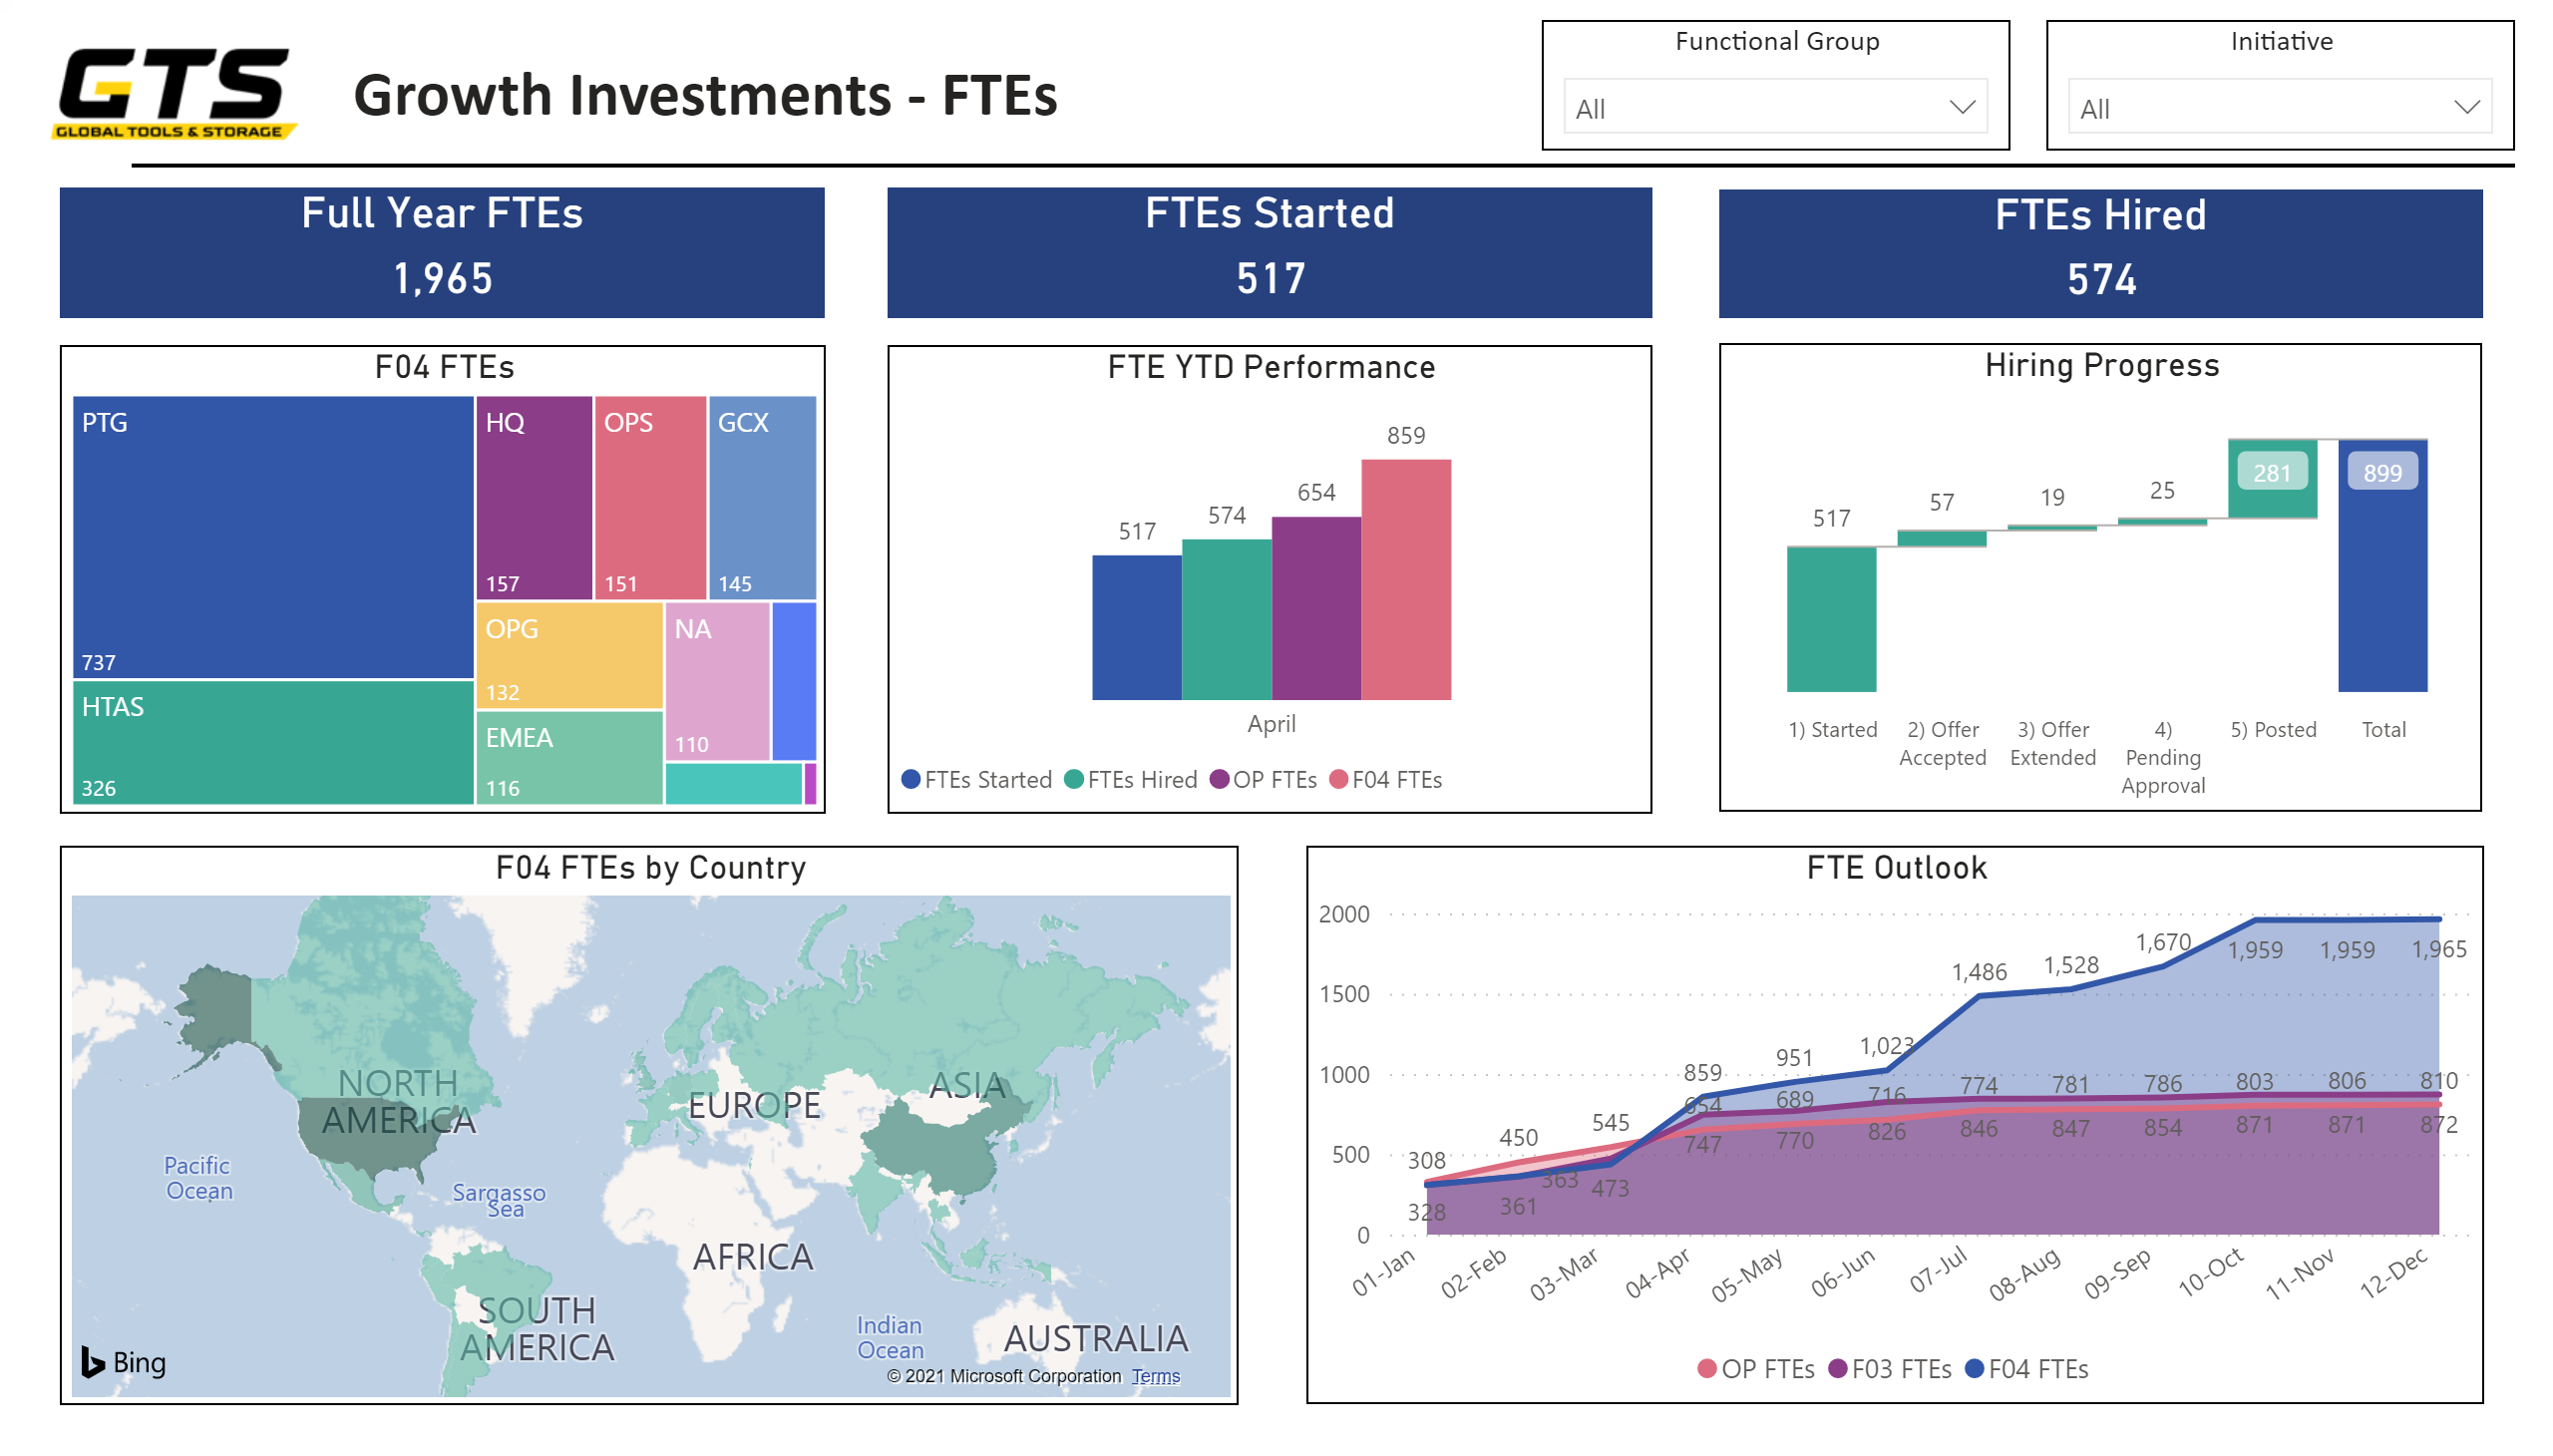 GTS
GLOBAL TOOLS & STORAGE
Growth Investments - FTEs
Functional Group
All
Initiative
All
Full Year FTEs
1,965
FTEs Started
517
FTEs Hired
574
F04 FTEs
PTG
737
HTAS
326
HQ
157
OPS
151
GCX
145
OPG
132
EMEA
116
NA
110
FTE YTD Performance
517
574
654
859
April
FTEs Started
FTEs Hired
OP FTEs
F04 FTEs
Hiring Progress
517
57
19
25
281
899
1) Started
2) Offer
Accepted
3) Offer
Extended
4)
Pending
Approval
5) Posted
Total
F04 FTEs by Country
NORTH
AMERICA
EUROPE
ASIA
Pacific
Ocean
Sargasso
Sea
AFRICA
SOUTH
AMERICA
Indian
Ocean
AUSTRALIA
Bing
© 2021 Microsoft Corporation Terms
FTE Outlook
2000
1500
1000
500
0
308
450
545
859
951
1,023
1,486
1,528
1,670
1,959
1,959
1,965
654
689
716
774
781
786
803
806
810
328
361
363
473
747
770
826
846
847
854
871
871
872
01-Jan
02-Feb
03-Mar
04-Apr
05-May
06-Jun
07-Jul
08-Aug
09-Sep
10-Oct
11-Nov
12-Dec
OP FTEs
F03 FTEs
F04 FTEs